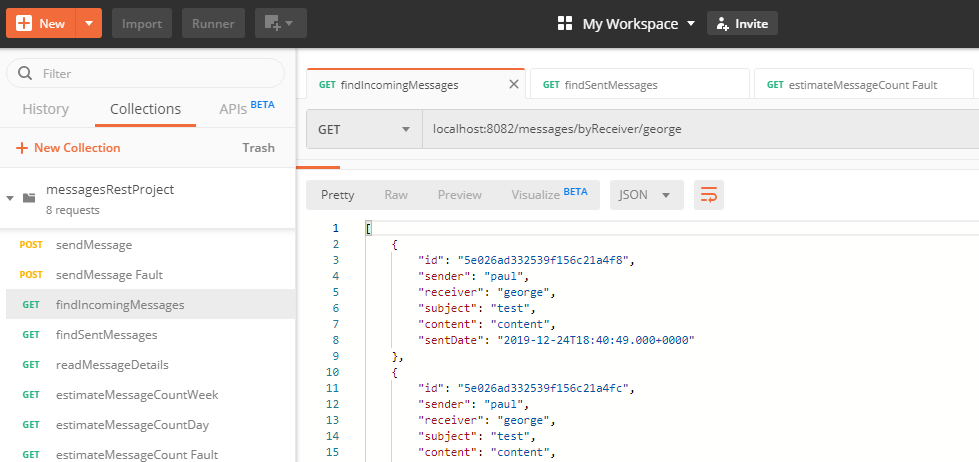 New Import Runner My Workspace Invite
Filter
History Collections APIs BETA
+ New Collection Trash
messagesRestProject
8 requests
POST sendMessage
POST sendMessage Fault
GET findIncomingMessages
GET findSentMessages
GET readMessageDetails
GET estimateMessageCountWeek
GET estimateMessageCountDay
GET estimateMessageCount Fault
GET findIncomingMessages GET findSentMessages GET estimateMessageCount Fault
GET localhost:8082/messages/byReceiver/george
Pretty Raw Preview Visualize BETA JSON
1 [
2 {
3 "id": "5e026ad332539f156c21a4f8",
4 "sender": "paul",
5 "receiver": "george",
6 "subject": "test",
7 "content": "content",
8 "sentDate": "2019-12-24T18:40:49.000+0000"
9 },
10 {
11 "id": "5e026ad332539f156c21a4fc",
12 "sender": "paul",
13 "receiver": "george",
14 "subject": "test",
15 "content": "content",